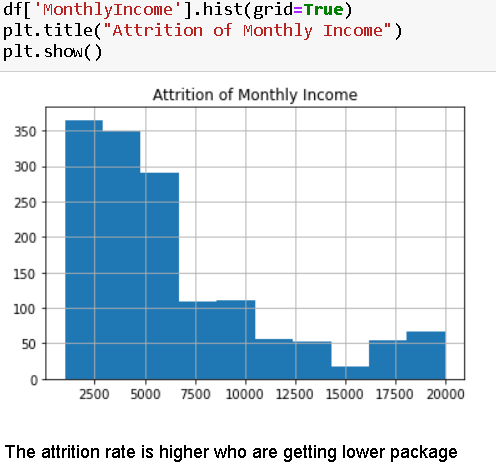 df['MonthlyIncome'].hist(grid=True)
plt.title("Attrition of Monthly Income")
plt.show()
Attrition of Monthly Income
350
300
250
200
150
100
50
0
2500 5000 7500 10000 12500 15000 17500 20000
The attrition rate is higher who are getting lower package